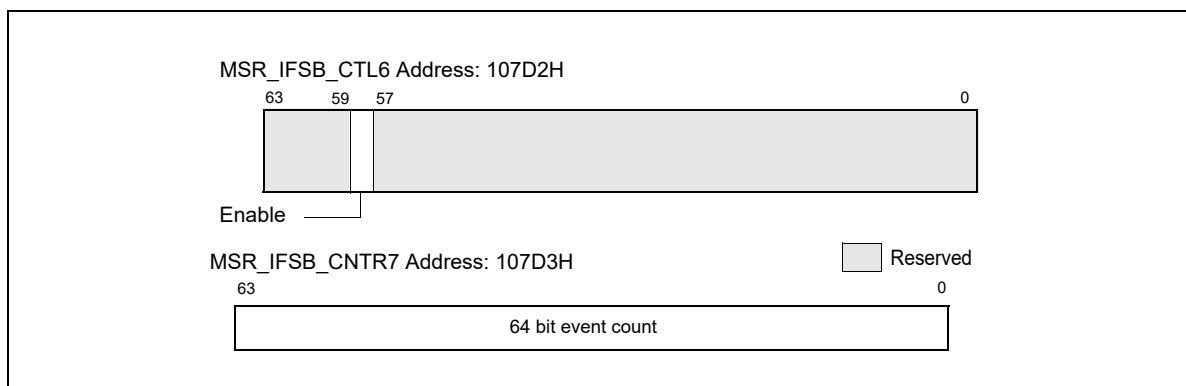 MSR_IFSB_CTL6 Address: 107D2H
63 59 57 0
Enable
MSR_IFSB_CNTR7 Address: 107D3H
Reserved
63 0
64 bit event count